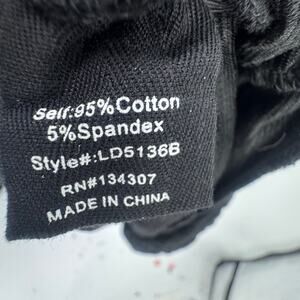 Self:95%Cotton
5%Spandex
Style#:LD5136B
RN#134307
MADE IN CHINA